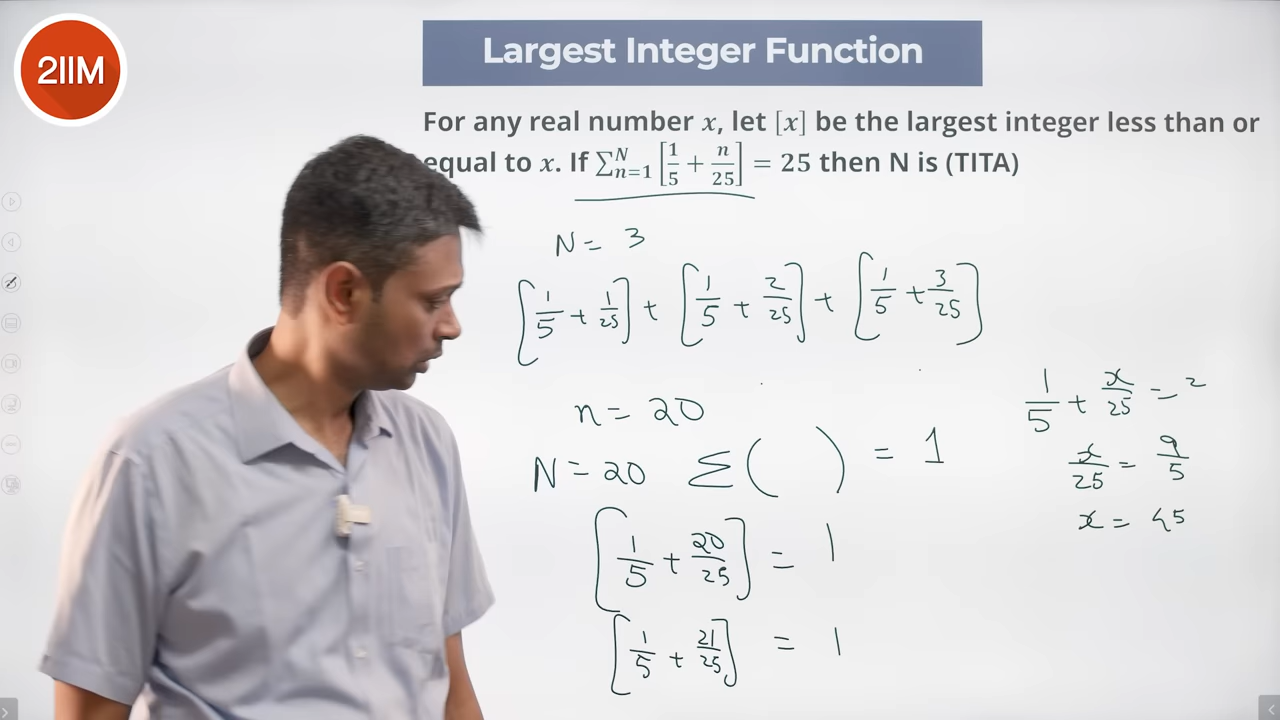 2IIM
Largest Integer Function
For any real number x, let [x] be the largest integer less than or
equal to x. If ∑ⁿ₌₁ᴺ [1/5 + n/25] = 25 then N is (TITA)
N = 3
[1/5 + 1/25] + [1/5 + 2/25] + [1/5 + 3/25]
n = 20
N = 20 Σ( ) = 1
[1/5 + 20/25] = 1
[1/5 + 21/25] = 1
1/5 + x/25 = 2
x/25 = 9/5
x = 45